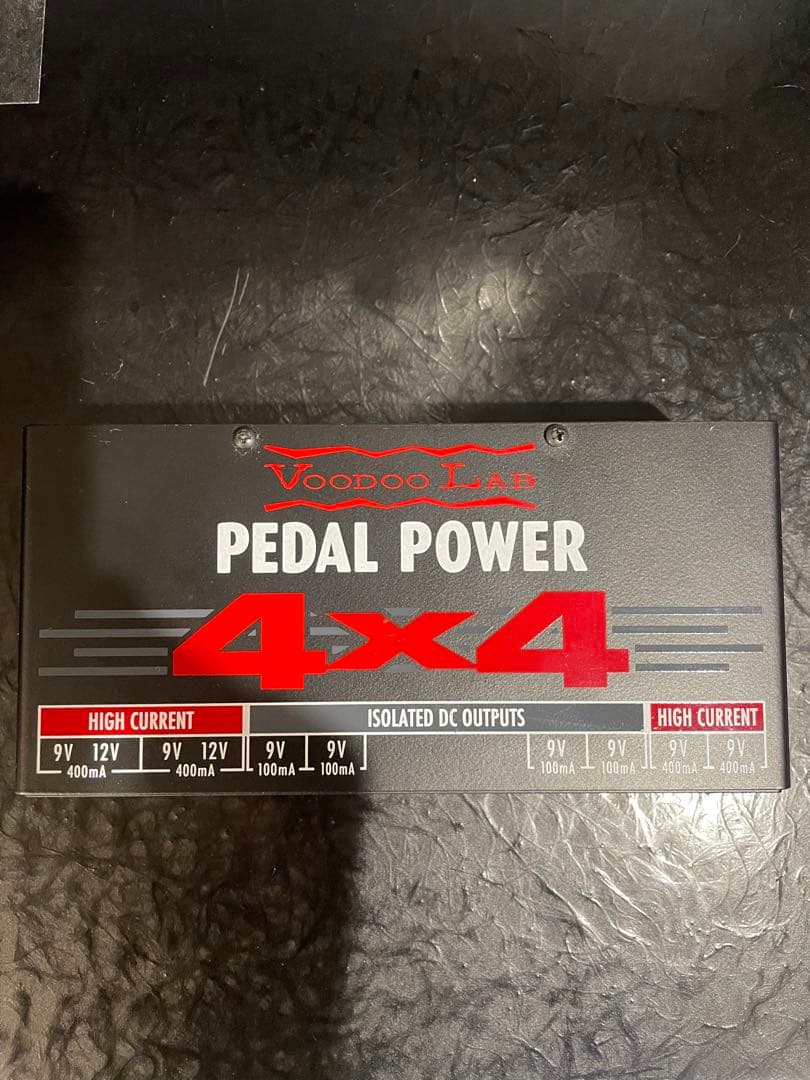 VOODOO LAB
PEDAL POWER
4x4
HIGH CURRENT ISOLATED DC OUTPUTS HIGH CURRENT
9V 12V 9V 12V 9V 9V 9V 9V 9V 9V
400mA 400mA 100mA 100mA 100mA 100mA 400mA 400mA